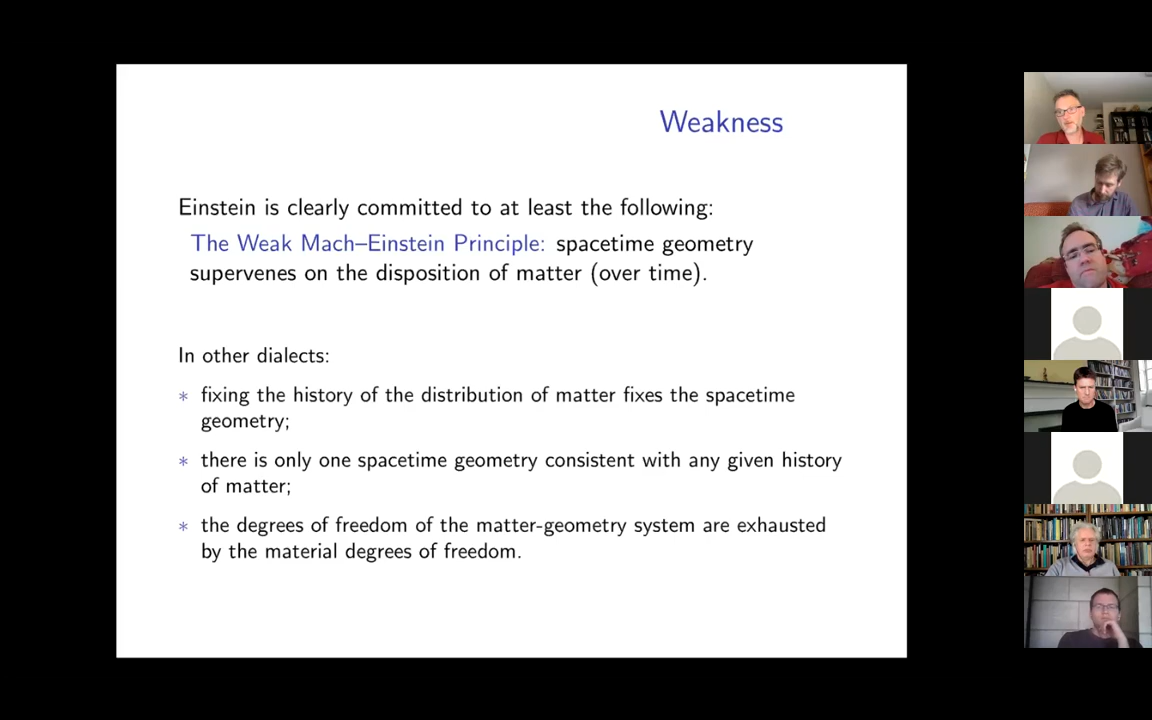 Weakness
Einstein is clearly committed to at least the following:
The Weak Mach–Einstein Principle: spacetime geometry
supervenes on the disposition of matter (over time).
In other dialects:
* fixing the history of the distribution of matter fixes the spacetime
geometry;
* there is only one spacetime geometry consistent with any given history
of matter;
* the degrees of freedom of the matter-geometry system are exhausted
by the material degrees of freedom.